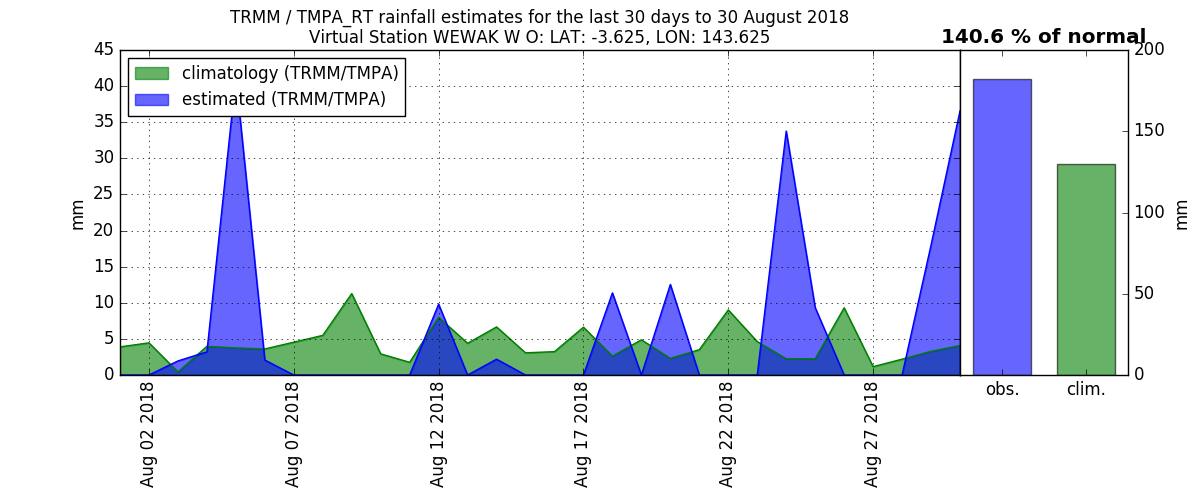 TRMM / TMPA_RT rainfall estimates for the last 30 days to 30 August 2018
Virtual Station WEWAK W O: LAT: -3.625, LON: 143.625
140.6 % of normal
climatology (TRMM/TMPA)
estimated (TRMM/TMPA)
45
40
35
30
25
20
15
10
5
0
mm
Aug 02 2018
Aug 07 2018
Aug 12 2018
Aug 17 2018
Aug 22 2018
Aug 27 2018
200
150
100
50
0
mm
obs.
clim.